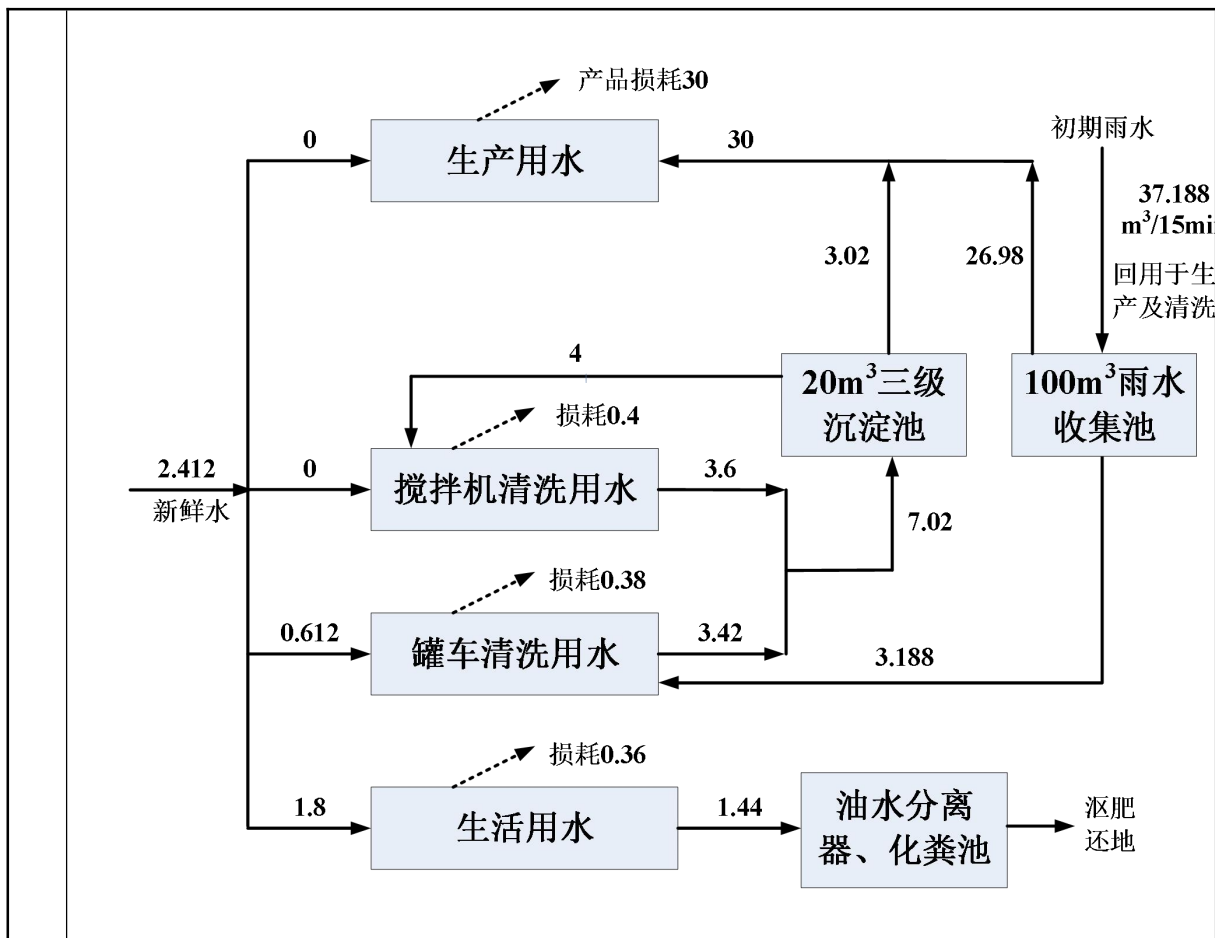 产品损耗30
0
生产用水
30
初期雨水
37.188
m³/15mi
3.02
26.98
回用于生
产及清洗
4
20m³三级
沉淀池
100m³雨水
收集池
损耗0.4
2.412
新鲜水
0
搅拌机清洗用水
3.6
7.02
损耗0.38
0.612
罐车清洗用水
3.42
3.188
损耗0.36
1.8
生活用水
1.44
油水分离
器、化粪池
沤肥
还地